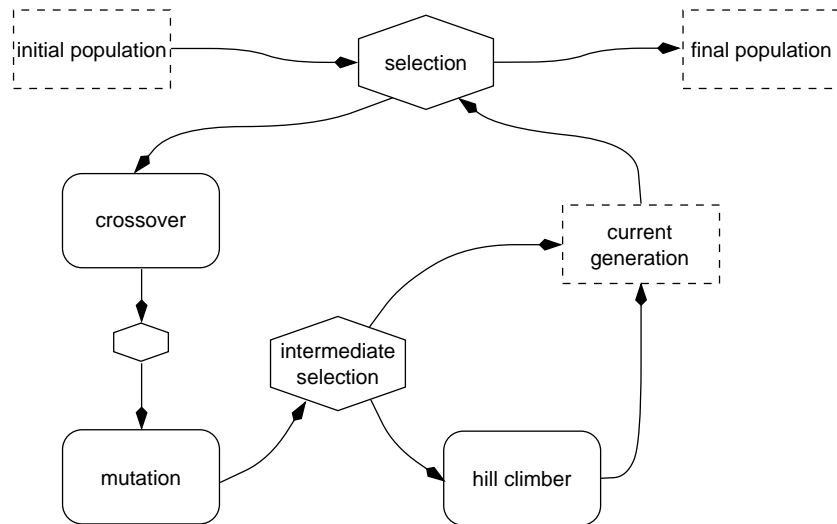 initial population
selection
final population
crossover
current
generation
intermediate
selection
mutation
hill climber